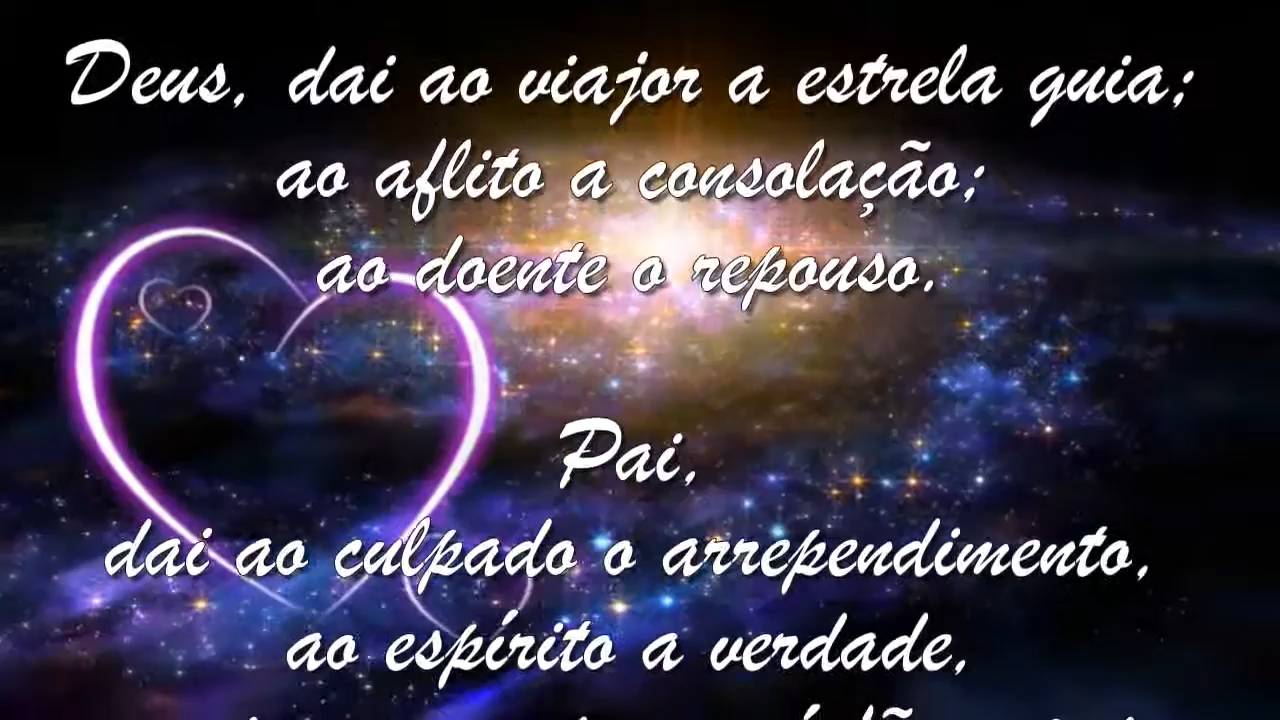 Deus, dai ao viajor a estrela guia;
ao aflito a consolação;
ao doente o repouso.
Pai,
dai ao culpado o arrependimento,
ao espírito a verdade,